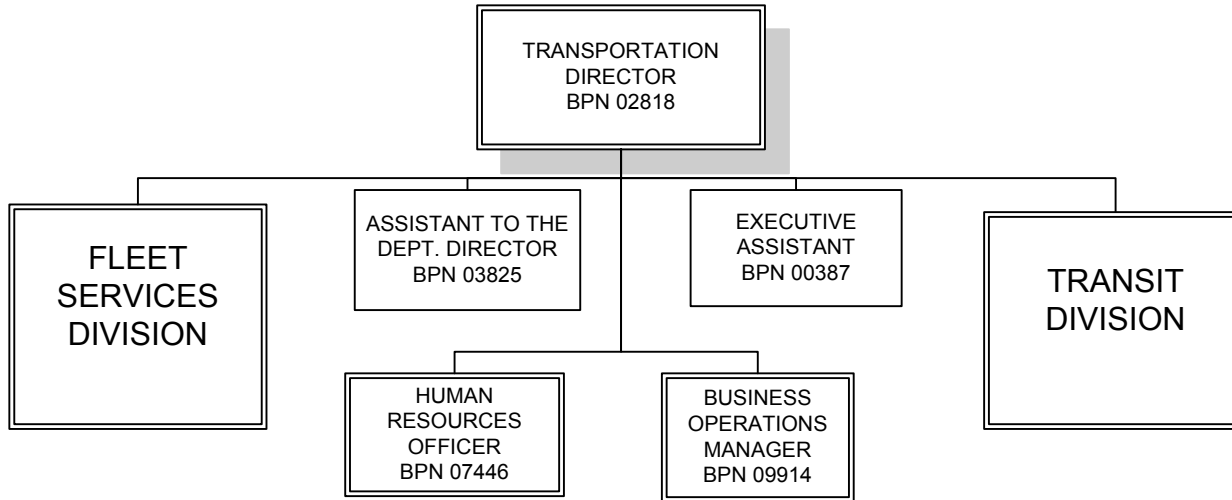 TRANSPORTATION
DIRECTOR
BPN 02818
FLEET
SERVICES
DIVISION
ASSISTANT TO THE
DEPT. DIRECTOR
BPN 03825
EXECUTIVE
ASSISTANT
BPN 00387
TRANSIT
DIVISION
HUMAN
RESOURCES
OFFICER
BPN 07446
BUSINESS
OPERATIONS
MANAGER
BPN 09914